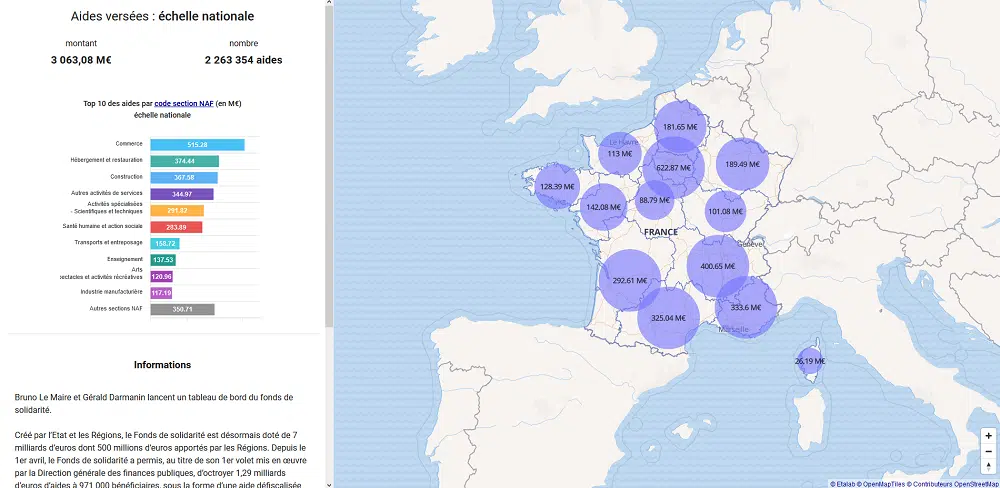 Aides versées : échelle nationale
montant
nombre
3 063,08 M€
2 263 354 aides
Top 10 des aides par code section NAF (en M€)
échelle nationale
Commerce
515.28
Hébergement et restauration
374.44
Construction
367.58
Autres activités de services
344.97
Activités spécialisées
- Scientifiques et techniques
291.82
Santé humaine et action sociale
283.89
Transports et entreposage
158.72
Enseignement
137.53
Arts
:ectacles et activités récréatives
120.96
Industrie manufacturière
117.19
Autres sections NAF
350.71
Informations
Bruno Le Maire et Gérald Darmanin lancent un tableau de bord du fonds de
solidarité.
Créé par l'Etat et les Régions, le Fonds de solidarité est désormais doté de 7
milliards d'euros dont 500 millions d'euros apportés par les Régions. Depuis le
1er avril, le Fonds de solidarité a permis, au titre de son 1er volet mis en œuvre
par la Direction générale des finances publiques, d'octroyer 1,29 milliards
d'euros d'aides à 971 000 bénéficiaires, sous la forme d'une aide défiscalisée
181.65 M€
Le Havre
113 M€
622.87 M€
189.49 M€
128.39 M€
142.08 M€
88.79 M€
101.08 M€
FRANCE
Genève
400.65 M€
292.61 M€
333.6 M€
325.04 M€
Marseille
26.19 M€
© Etalab © OpenMapTiles © Contributeurs OpenStreetMap